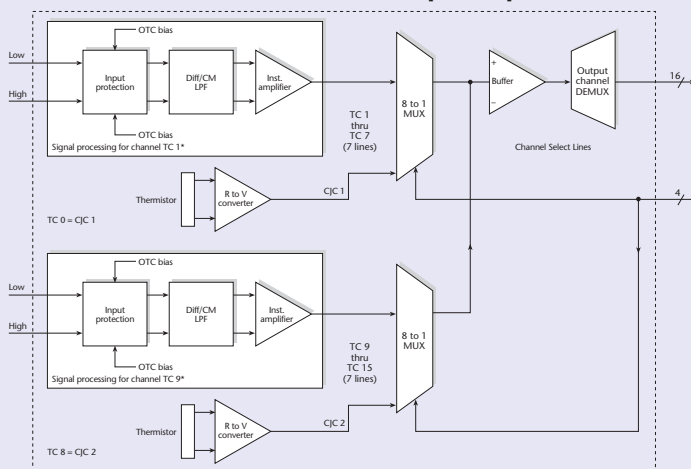 OTC bias
Low
High
Input
protection
Diff/CM
LPF
Inst.
amplifier
OTC bias
Signal processing for channel TC 1*
TC 1
thru
TC 7
(7 lines)
8 to 1
MUX
+
Buffer
–
Output
channel
DEMUX
16
Channel Select Lines
Thermistor
R to V
converter
CJC 1
4
TC 0 = CJC 1
OTC bias
Low
High
Input
protection
Diff/CM
LPF
Inst.
amplifier
OTC bias
Signal processing for channel TC 9*
TC 9
thru
TC 15
(7 lines)
8 to 1
MUX
Thermistor
R to V
converter
CJC 2
TC 8 = CJC 2